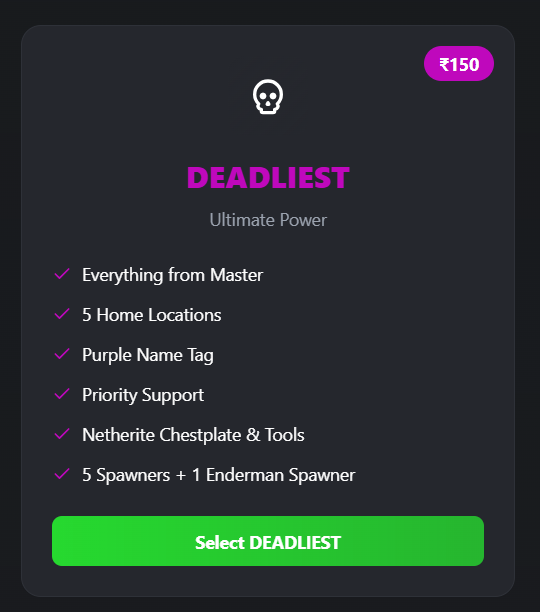 ₹150
DEADLIEST
Ultimate Power
Everything from Master
5 Home Locations
Purple Name Tag
Priority Support
Netherite Chestplate & Tools
5 Spawners + 1 Enderman Spawner
Select DEADLIEST